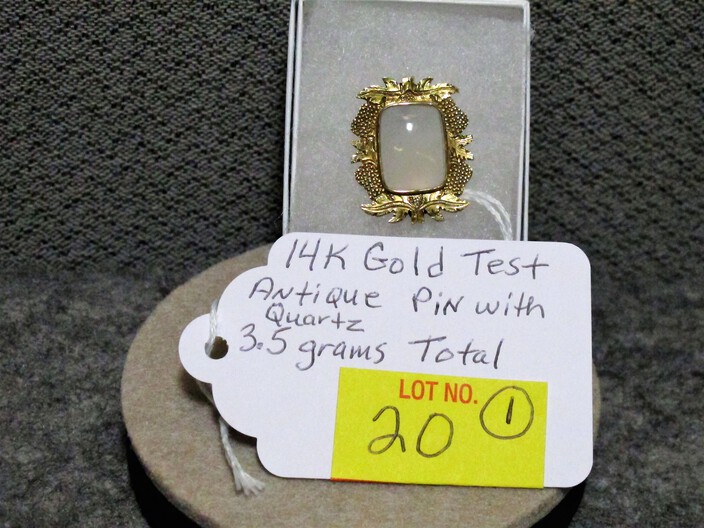 14K Gold Test
Antique Pin with
Quartz
3.5 grams Total
LOT NO.
20 1